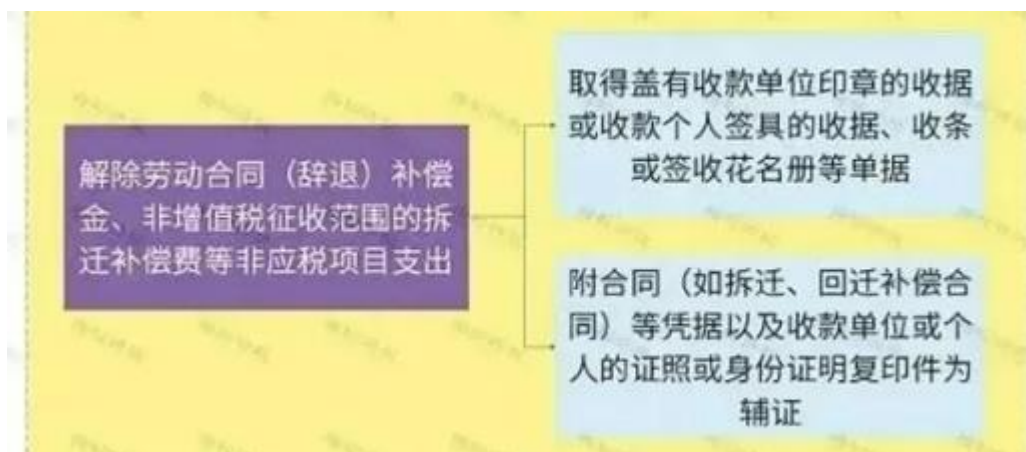 解除劳动合同（辞退）补偿
金、非增值税征收范围的拆
迁补偿费等非应税项目支出
取得盖有收款单位印章的收据
或收款个人签具的收据、收条
或签收花名册等单据
附合同（如拆迁、回迁补偿合
同）等凭据以及收款单位或个
人的证照或身份证明复印件为
辅证